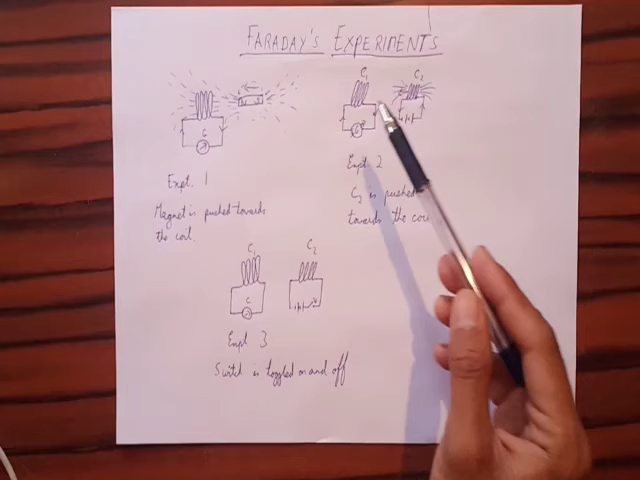 FARADAY'S EXPERIMENTS
C1
C2
G
G
Expt. 1
Expt. 2
Magnet is pushed towards
the coil.
C2 is pushed
towards the coil
C1
C2
G
Expt 3
Switch is toggled on and off